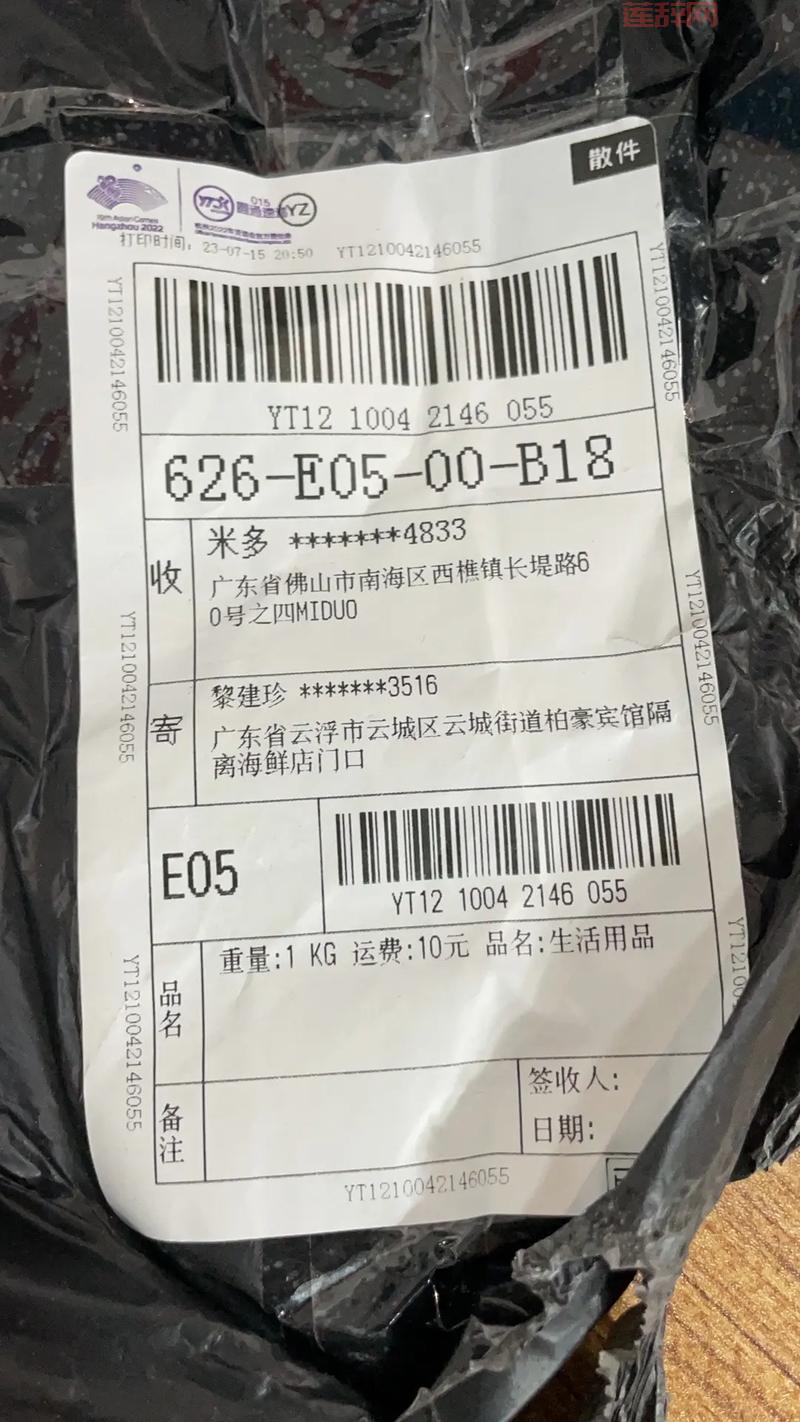 莲辞网
散件
19th Asian Games
Hangzhou 2022
015
圆通速递
YZ
打印时间: 23-07-15 20:50 YT1210042146055
YT1210042146055
YT1210042146055
YT12 1004 2146 055
626-E05-00-B18
收
米多 *******4833
广东省佛山市南海区西樵镇长堤路6
0号之四MIDUO
YT1210042146055
YT1210042146055
寄
黎建珍 *******3516
广东省云浮市云城区云城街道柏豪宾馆隔
离海鲜店门口
E05
YT12 1004 2146 055
YT1210042146055
YT1210
品名
重量:1 KG 运费:10元 品名:生活用品
备注
签收人:
日期:
YT1210042146055